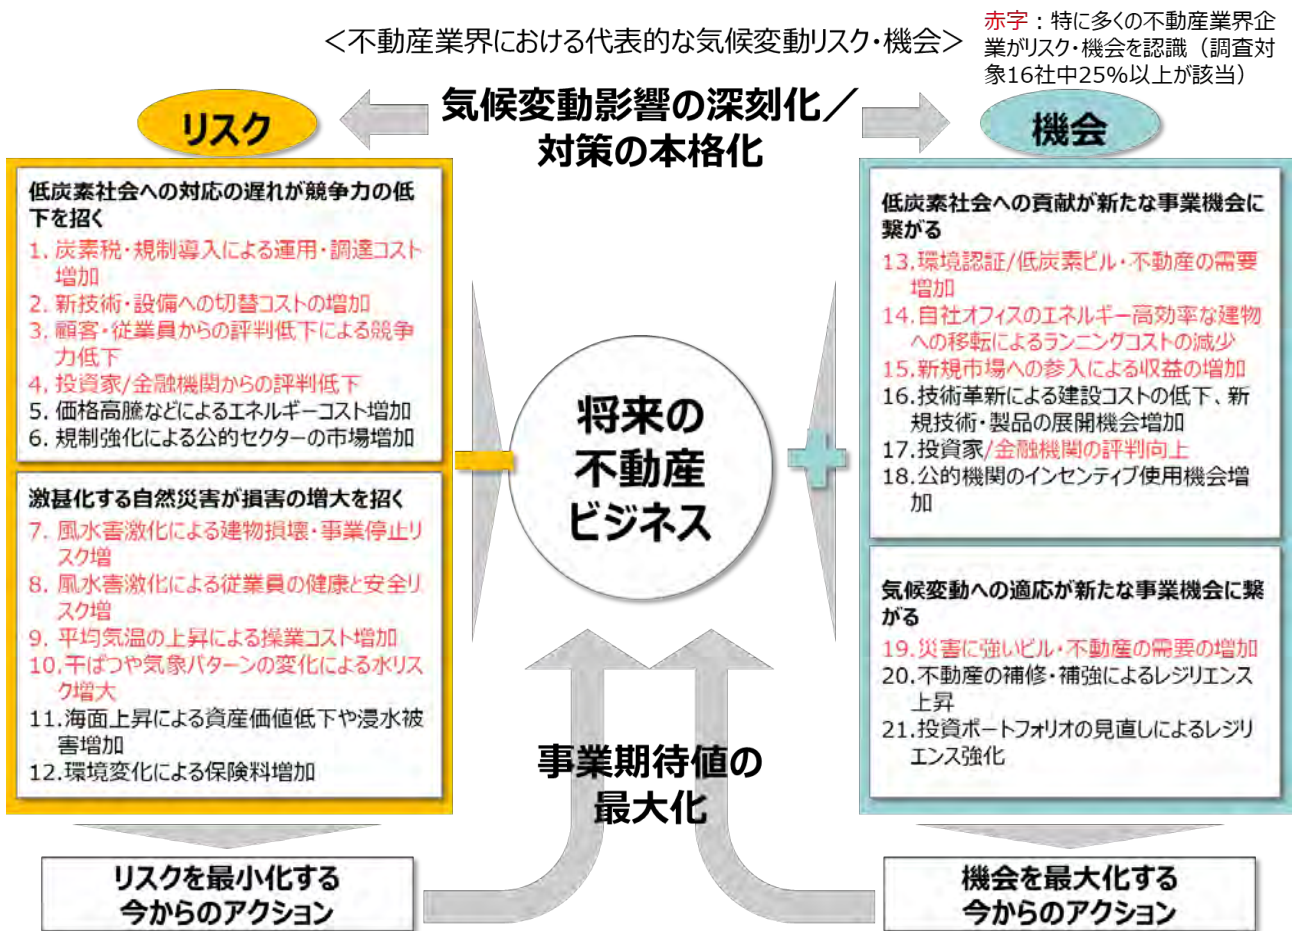 ＜不動産業界における代表的な気候変動リスク・機会＞
赤字：特に多くの不動産業界企
業がリスク・機会を認識（調査対
象16社中25%以上が該当）
リスク
気候変動影響の深刻化／
対策の本格化
機会
低炭素社会への対応の遅れが競争力の低
下を招く
1. 炭素税・規制導入による運用・調達コスト
増加
2. 新技術・設備への切替コストの増加
3. 顧客・従業員からの評判低下による競争
力低下
4. 投資家/金融機関からの評判低下
5. 価格高騰などによるエネルギーコスト増加
6. 規制強化による公的セクターの市場増加
激甚化する自然災害が損害の増大を招く
7. 風水害激化による建物損壊・事業停止リ
スク増
8. 風水害激化による従業員の健康と安全リ
スク増
9. 平均気温の上昇による操業コスト増加
10.干ばつや気象パターンの変化による水リス
ク増大
11.海面上昇による資産価値低下や浸水被
害増加
12.環境変化による保険料増加
リスクを最小化する
今からのアクション
将来の
不動産
ビジネス
事業期待値の
最大化
低炭素社会への貢献が新たな事業機会に
繋がる
13.環境認証/低炭素ビル・不動産の需要
増加
14.自社オフィスのエネルギー高効率な建物
への移転によるランニングコストの減少
15.新規市場への参入による収益の増加
16.技術革新による建設コストの低下、新
規技術・製品の展開機会増加
17.投資家/金融機関の評判向上
18.公的機関のインセンティブ使用機会増
加
気候変動への適応が新たな事業機会に繋
がる
19.災害に強いビル・不動産の需要の増加
20.不動産の補修・補強によるレジリエンス
上昇
21.投資ポートフォリオの見直しによるレジリ
エンス強化
機会を最大化する
今からのアクション